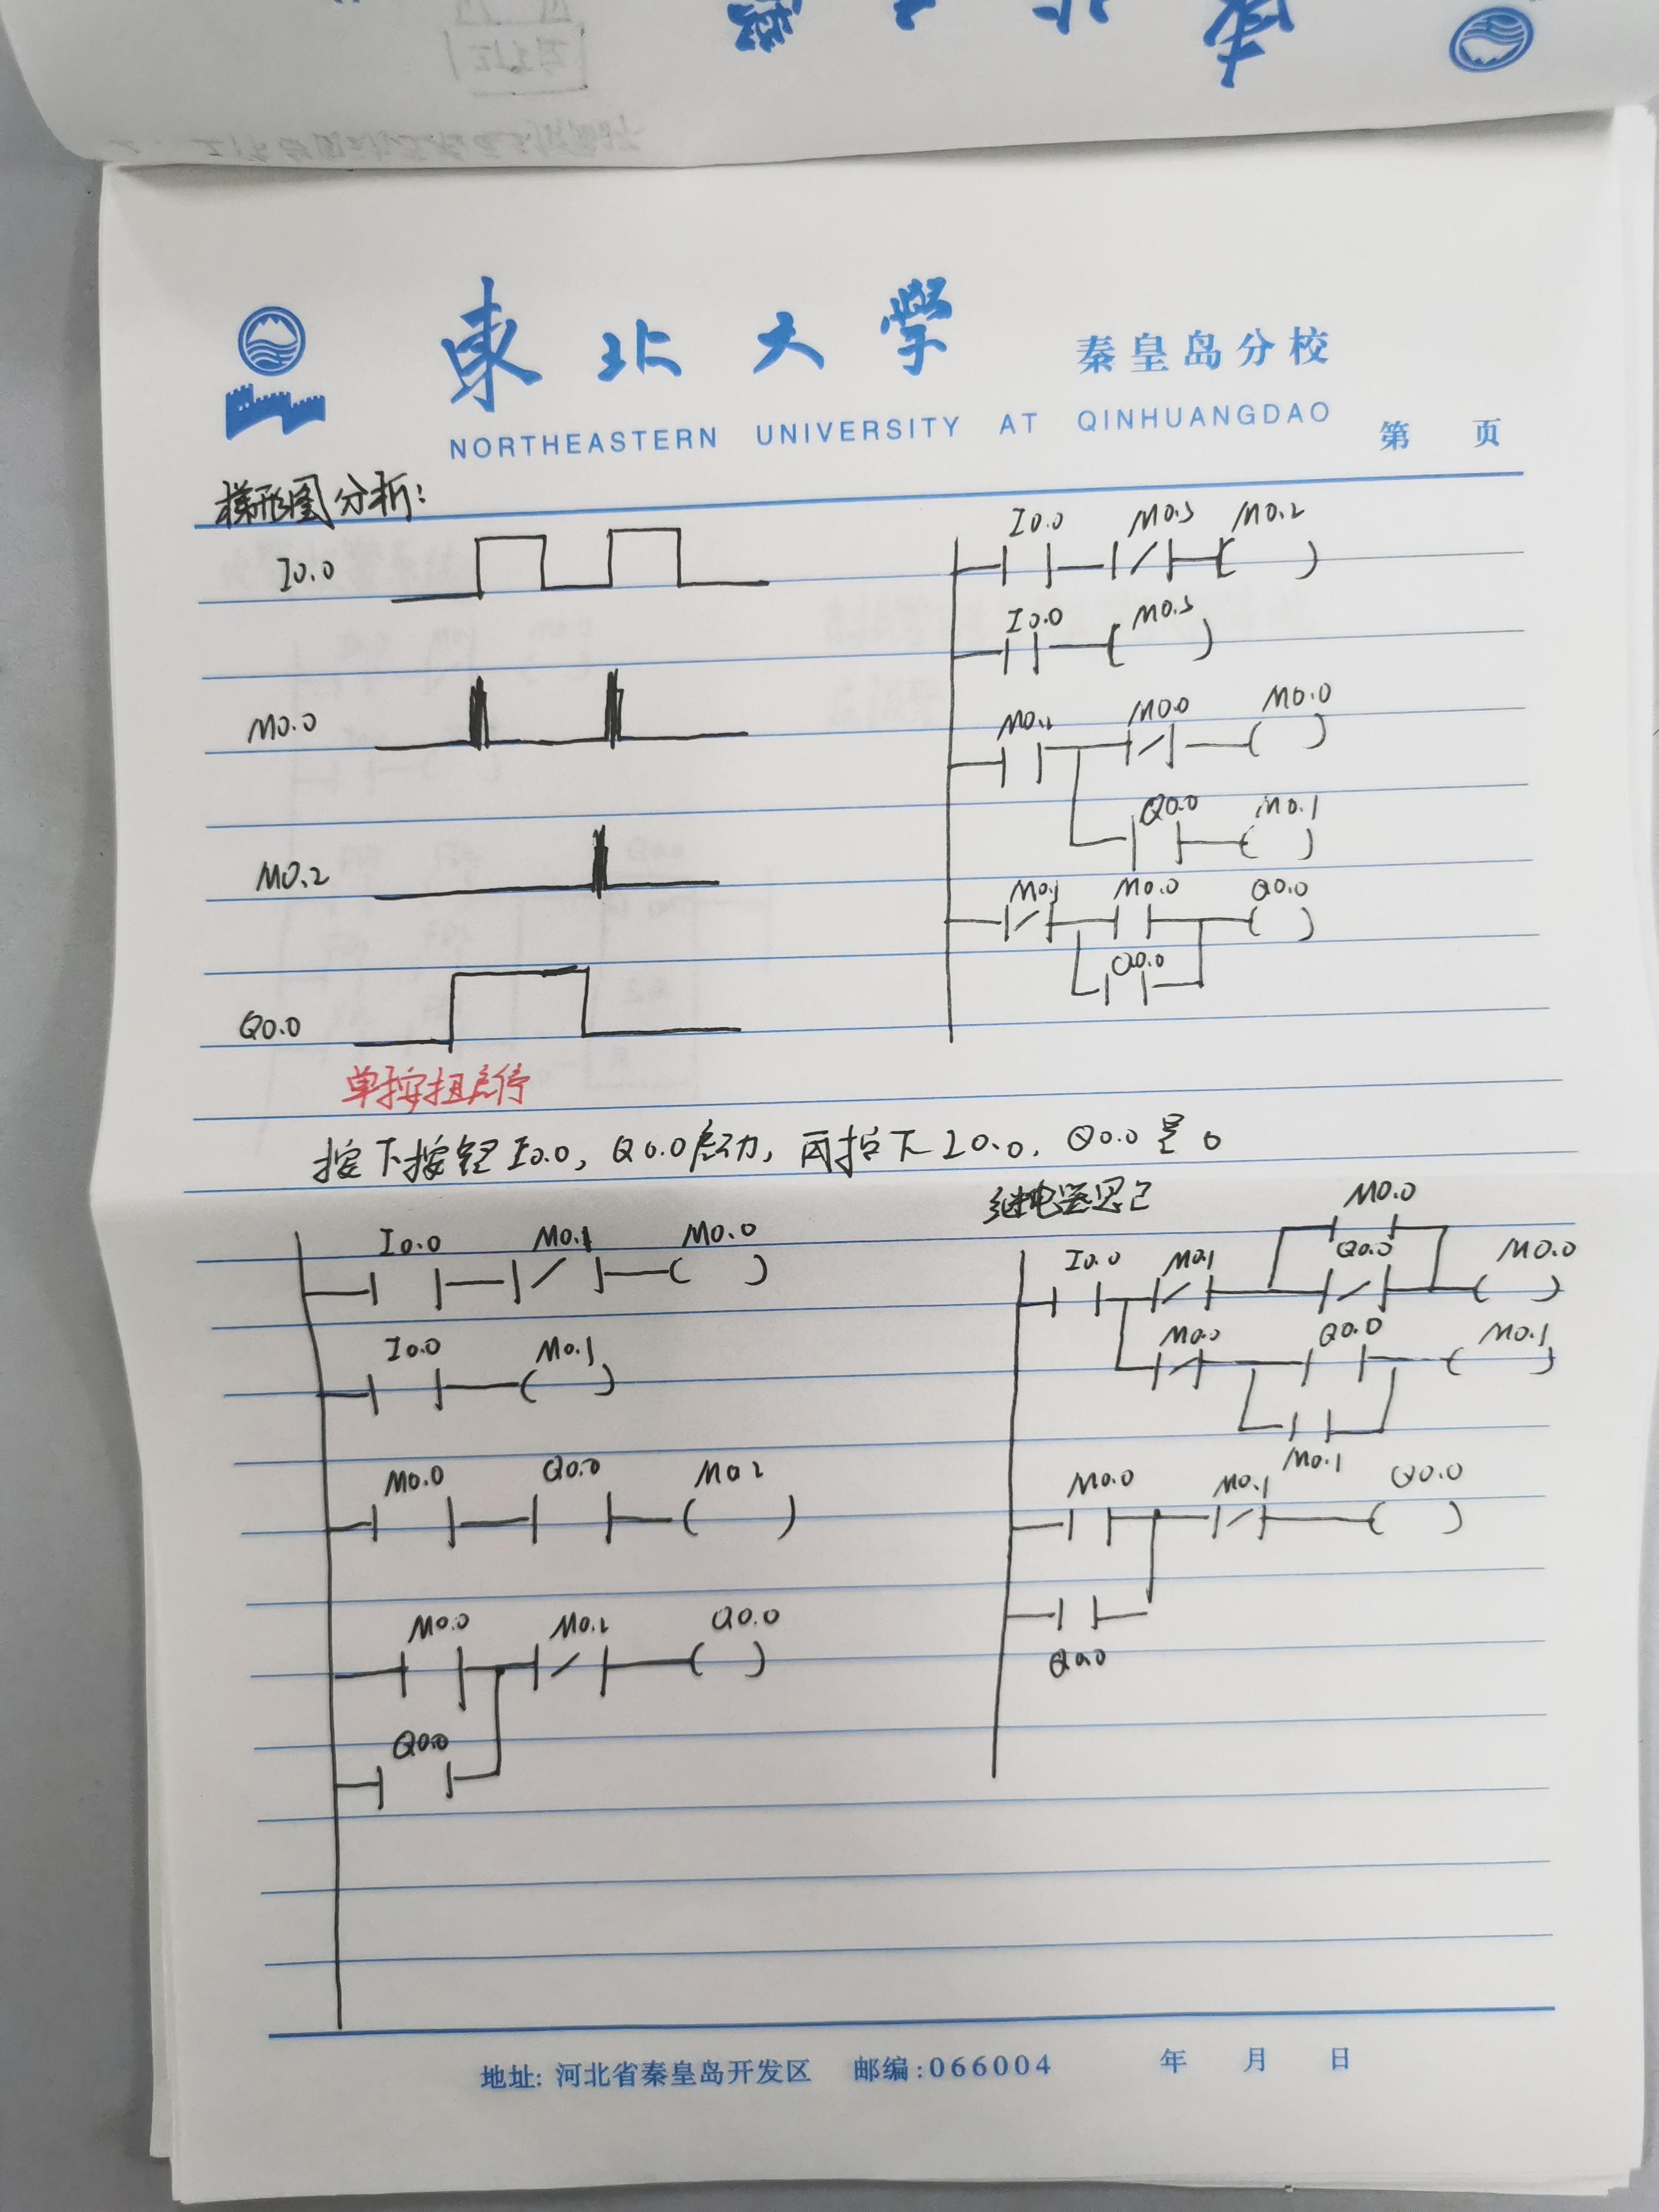 東北大学 秦皇岛分校
NORTHEASTERN UNIVERSITY AT QINHUANGDAO
第 页
梯形图分析:
I0.0
M0.0
M0.2
Q0.0
I0.0 M0.3 M0.2
I0.0 M0.3
M0.2 M0.0 M0.0
Q0.0 M0.1
M0.1 M0.0 Q0.0
Q0.0
单按扭启停
按下按钮I0.0, Q0.0启动, 再按下I0.0, Q0.0是0
I0.0 M0.1 M0.0
I0.0 M0.1
M0.0 Q0.0 M0.2
M0.0 M0.2 Q0.0
Q0.0
继电器
M0.0
I0.0 M0.1 Q0.0 M0.0
M0.0 Q0.0 M0.1
M0.1
M0.0 M0.1 Q0.0
Q0.0
地址: 河北省秦皇岛开发区 邮编:066004 年 月 日